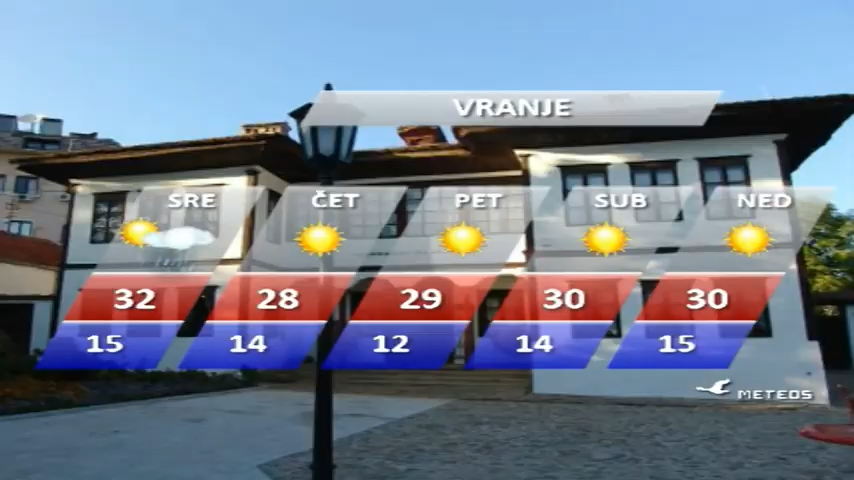 VRANJE
SRE ČET PET SUB NED
32 28 29 30 30
15 14 12 14 15
METEOS